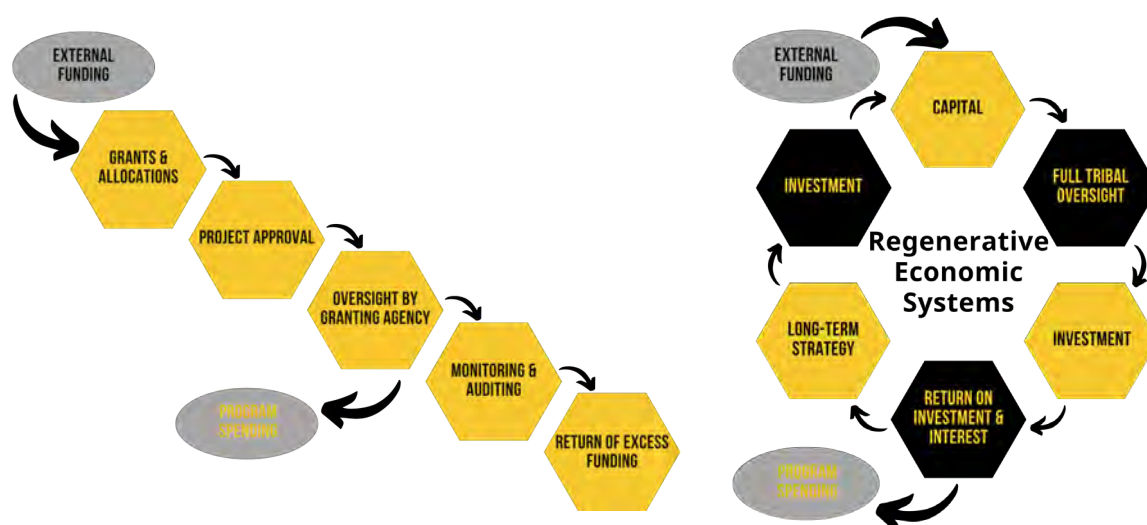 EXTERNAL
FUNDING
GRANTS &
ALLOCATIONS
PROJECT APPROVAL
OVERSIGHT BY
GRANTING AGENCY
PROGRAM
SPENDING
MONITORING &
AUDITING
RETURN OF EXCESS
FUNDING
EXTERNAL
FUNDING
CAPITAL
FULL TRIBAL
OVERSIGHT
INVESTMENT
RETURN ON
INVESTMENT &
INTEREST
PROGRAM
SPENDING
LONG-TERM
STRATEGY
INVESTMENT
Regenerative
Economic
Systems